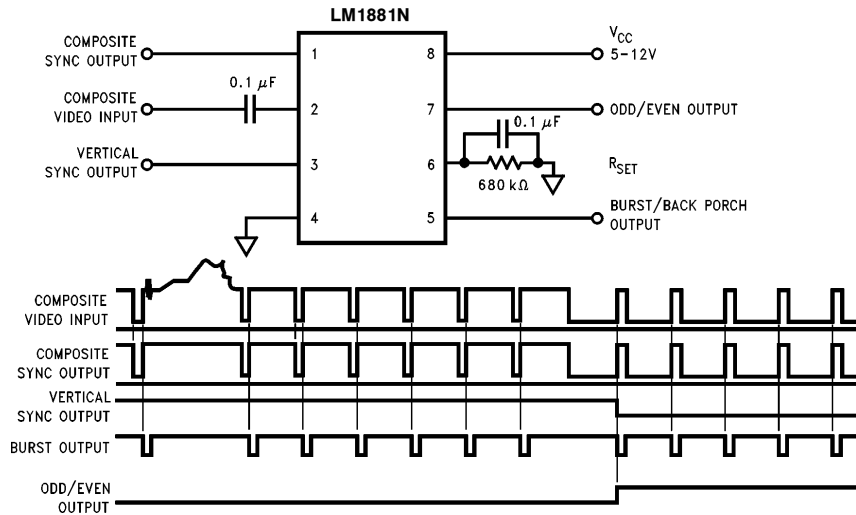 LM1881N
COMPOSITE
SYNC OUTPUT
1
8
VCC
5–12V
0.1 μF
COMPOSITE
VIDEO INPUT
2
7
ODD/EVEN OUTPUT
0.1 μF
VERTICAL
SYNC OUTPUT
3
6
RSET
680 kΩ
4
5
BURST/BACK PORCH
OUTPUT
COMPOSITE
VIDEO INPUT
COMPOSITE
SYNC OUTPUT
VERTICAL
SYNC OUTPUT
BURST OUTPUT
ODD/EVEN
OUTPUT